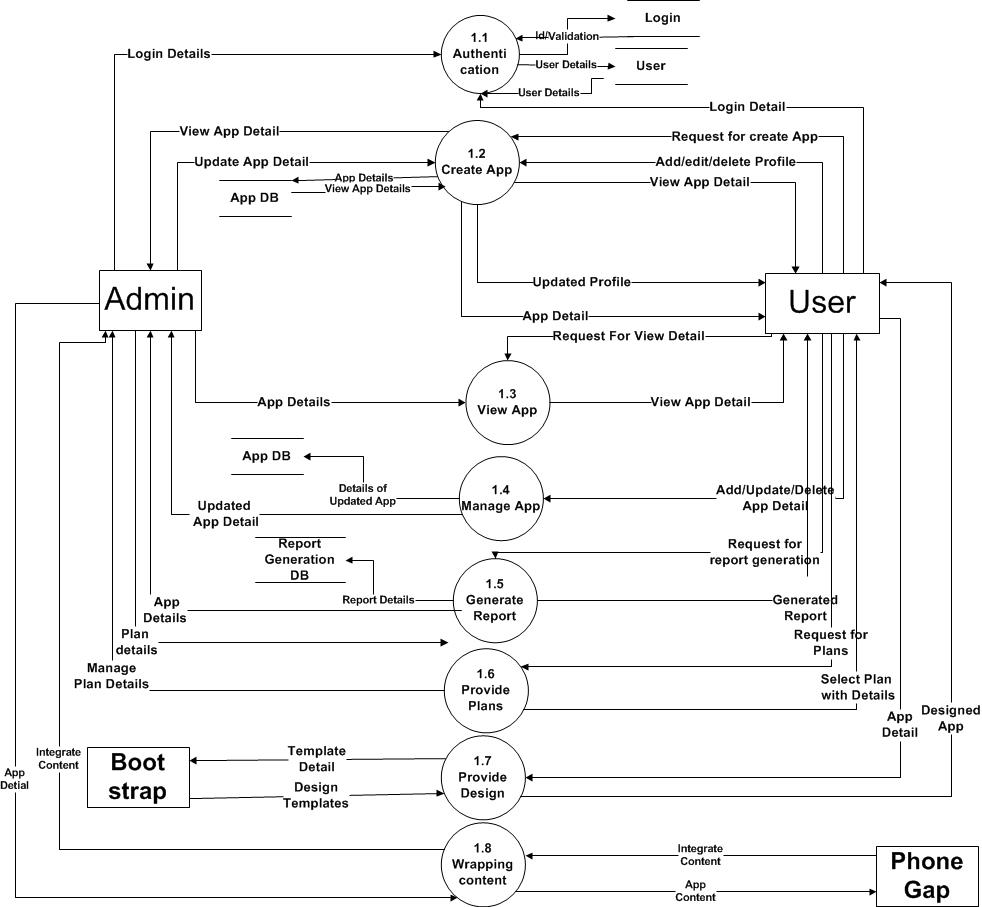 Login
1.1
Authenti
cation
Id/Validation
Login Details
User Details
User
User Details
Login Detail
View App Detail
Request for create App
1.2
Create App
Update App Detail
Add/edit/delete Profile
App Details
View App Details
View App Detail
App DB
Admin
Updated Profile
User
App Detail
Request For View Detail
1.3
View App
App Details
View App Detail
App DB
1.4
Manage App
Details of
Updated App
Add/Update/Delete
App Detail
Updated
App Detail
Report
Generation
DB
Request for
report generation
1.5
Generate
Report
Report Details
App
Details
Generated
Report
Plan
details
Request for
Plans
Manage
Plan Details
1.6
Provide
Plans
Select Plan
with Details
App
Detail
Designed
App
Integrate
Content
Boot
strap
Template
Detail
1.7
Provide
Design
Design
Templates
App
Detial
1.8
Wrapping
content
Integrate
Content
App
Content
Phone
Gap